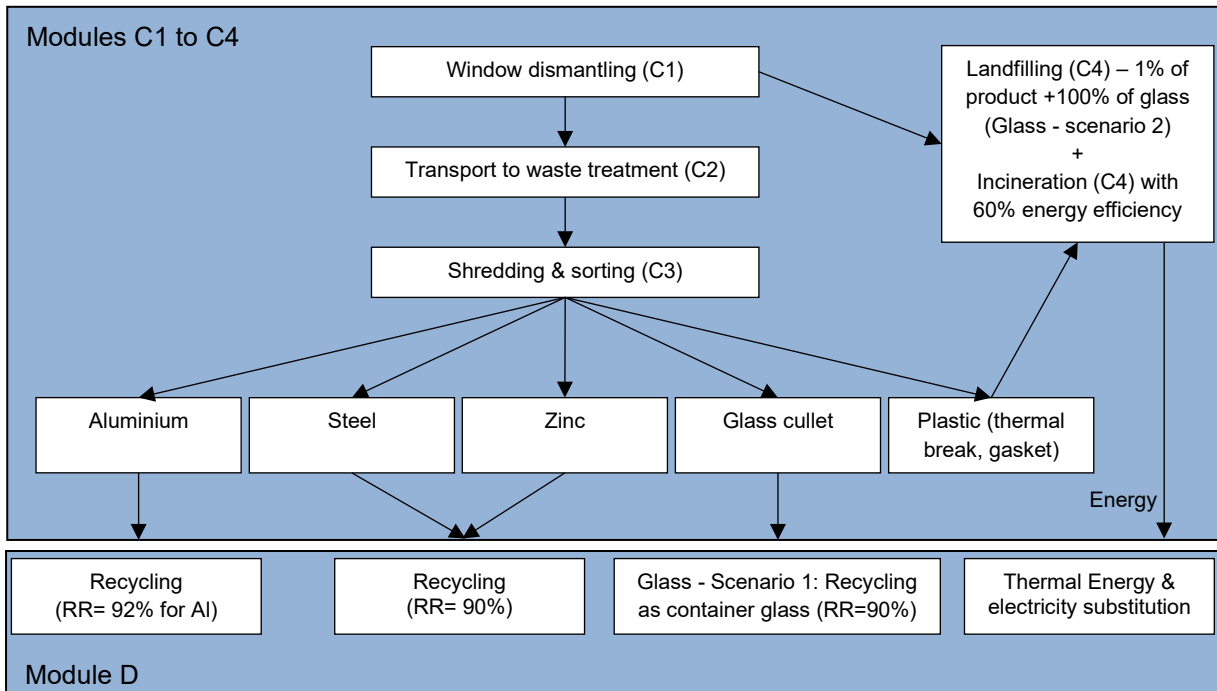 Modules C1 to C4
Window dismantling (C1)
Landfilling (C4) – 1% of
product +100% of glass
(Glass - scenario 2)
+
Incineration (C4) with
60% energy efficiency
Transport to waste treatment (C2)
Shredding & sorting (C3)
Aluminium
Steel
Zinc
Glass cullet
Plastic (thermal
break, gasket)
Energy
Recycling
(RR= 92% for Al)
Recycling
(RR= 90%)
Glass - Scenario 1: Recycling
as container glass (RR=90%)
Thermal Energy &
electricity substitution
Module D